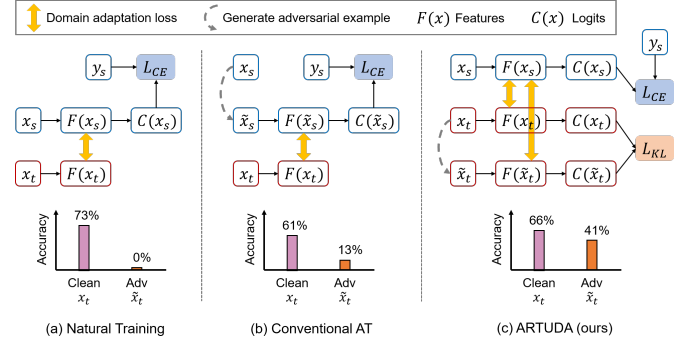 Domain adaptation loss Generate adversarial example F(x) Features C(x) Logits
y_s L_CE
x_s F(x_s) C(x_s)
x_t F(x_t)
Accuracy
73%
0%
Clean x_t
Adv x̃_t
(a) Natural Training
x_s y_s L_CE
x̃_s F(x̃_s) C(x̃_s)
x_t F(x_t)
Accuracy
61%
13%
Clean x_t
Adv x̃_t
(b) Conventional AT
y_s
x_s F(x_s) C(x_s)
L_CE
x_t F(x_t) C(x_t)
L_KL
x̃_t F(x̃_t) C(x̃_t)
Accuracy
66%
41%
Clean x_t
Adv x̃_t
(c) ARTUDA (ours)